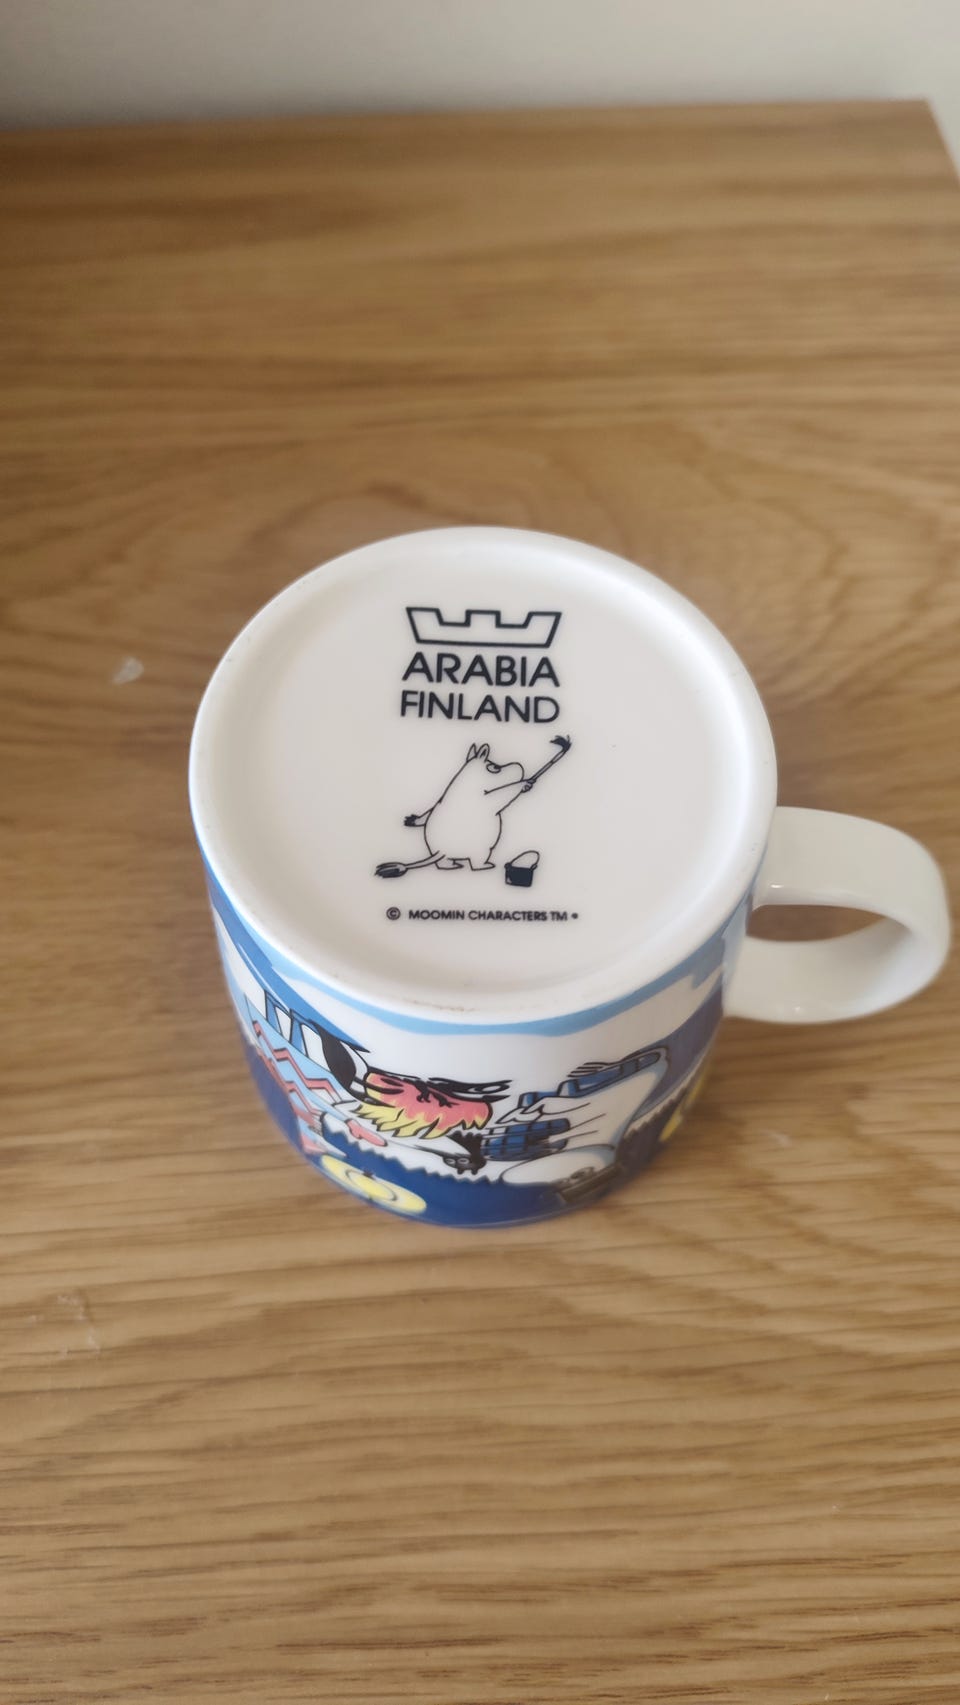 ARABIA
FINLAND
© MOOMIN CHARACTERS TM •